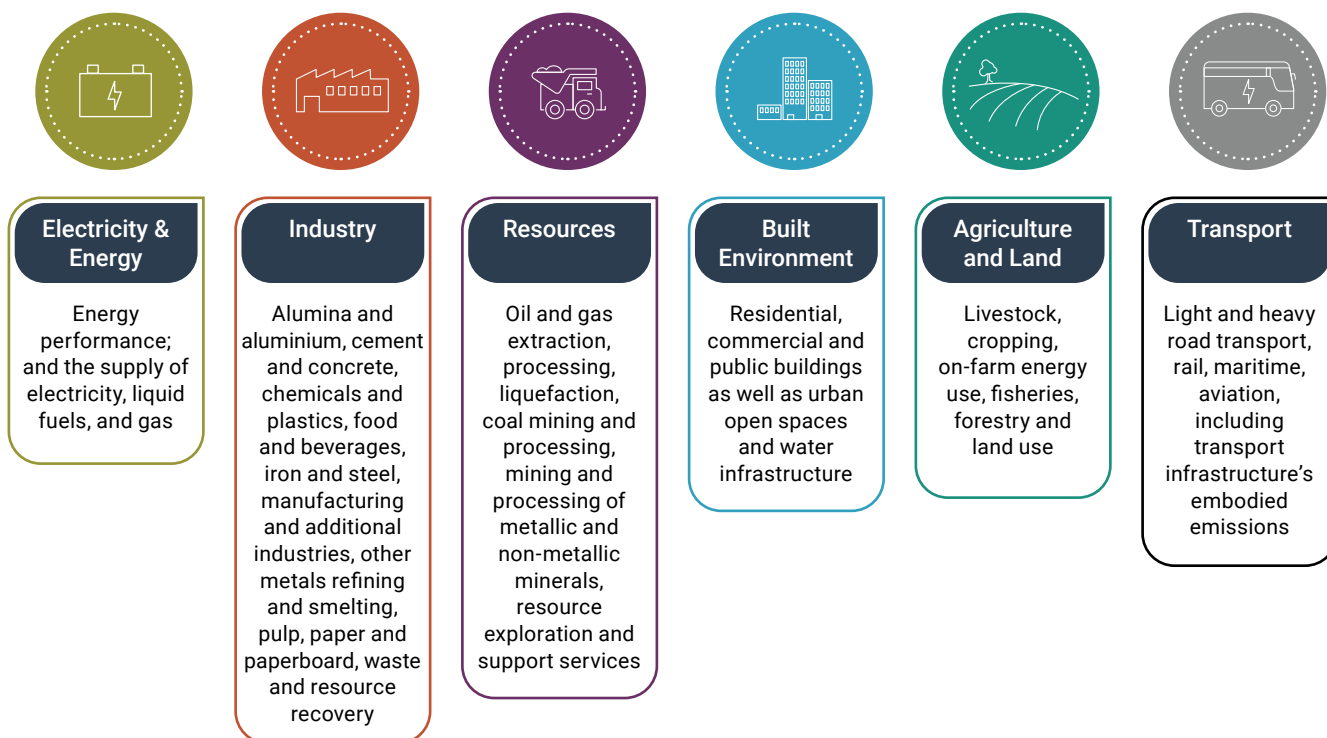 Electricity &
Energy
Energy
performance;
and the supply of
electricity, liquid
fuels, and gas
Industry
Alumina and
aluminium, cement
and concrete,
chemicals and
plastics, food
and beverages,
iron and steel,
manufacturing
and additional
industries, other
metals refining
and smelting,
pulp, paper and
paperboard, waste
and resource
recovery
Resources
Oil and gas
extraction,
processing,
liquefaction,
coal mining and
processing,
mining and
processing of
metallic and
non-metallic
minerals,
resource
exploration and
support services
Built
Environment
Residential,
commercial and
public buildings
as well as urban
open spaces
and water
infrastructure
Agriculture
and Land
Livestock,
cropping,
on-farm energy
use, fisheries,
forestry and
land use
Transport
Light and heavy
road transport,
rail, maritime,
aviation,
including
transport
infrastructure’s
embodied
emissions